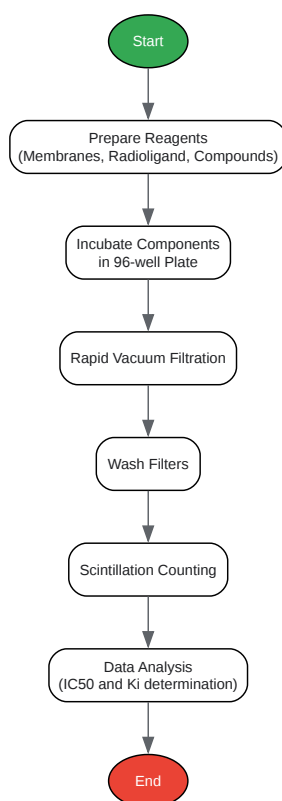 Start
Prepare Reagents
(Membranes, Radioligand, Compounds)
Incubate Components
in 96-well Plate
Rapid Vacuum Filtration
Wash Filters
Scintillation Counting
Data Analysis
(IC50 and Ki determination)
End